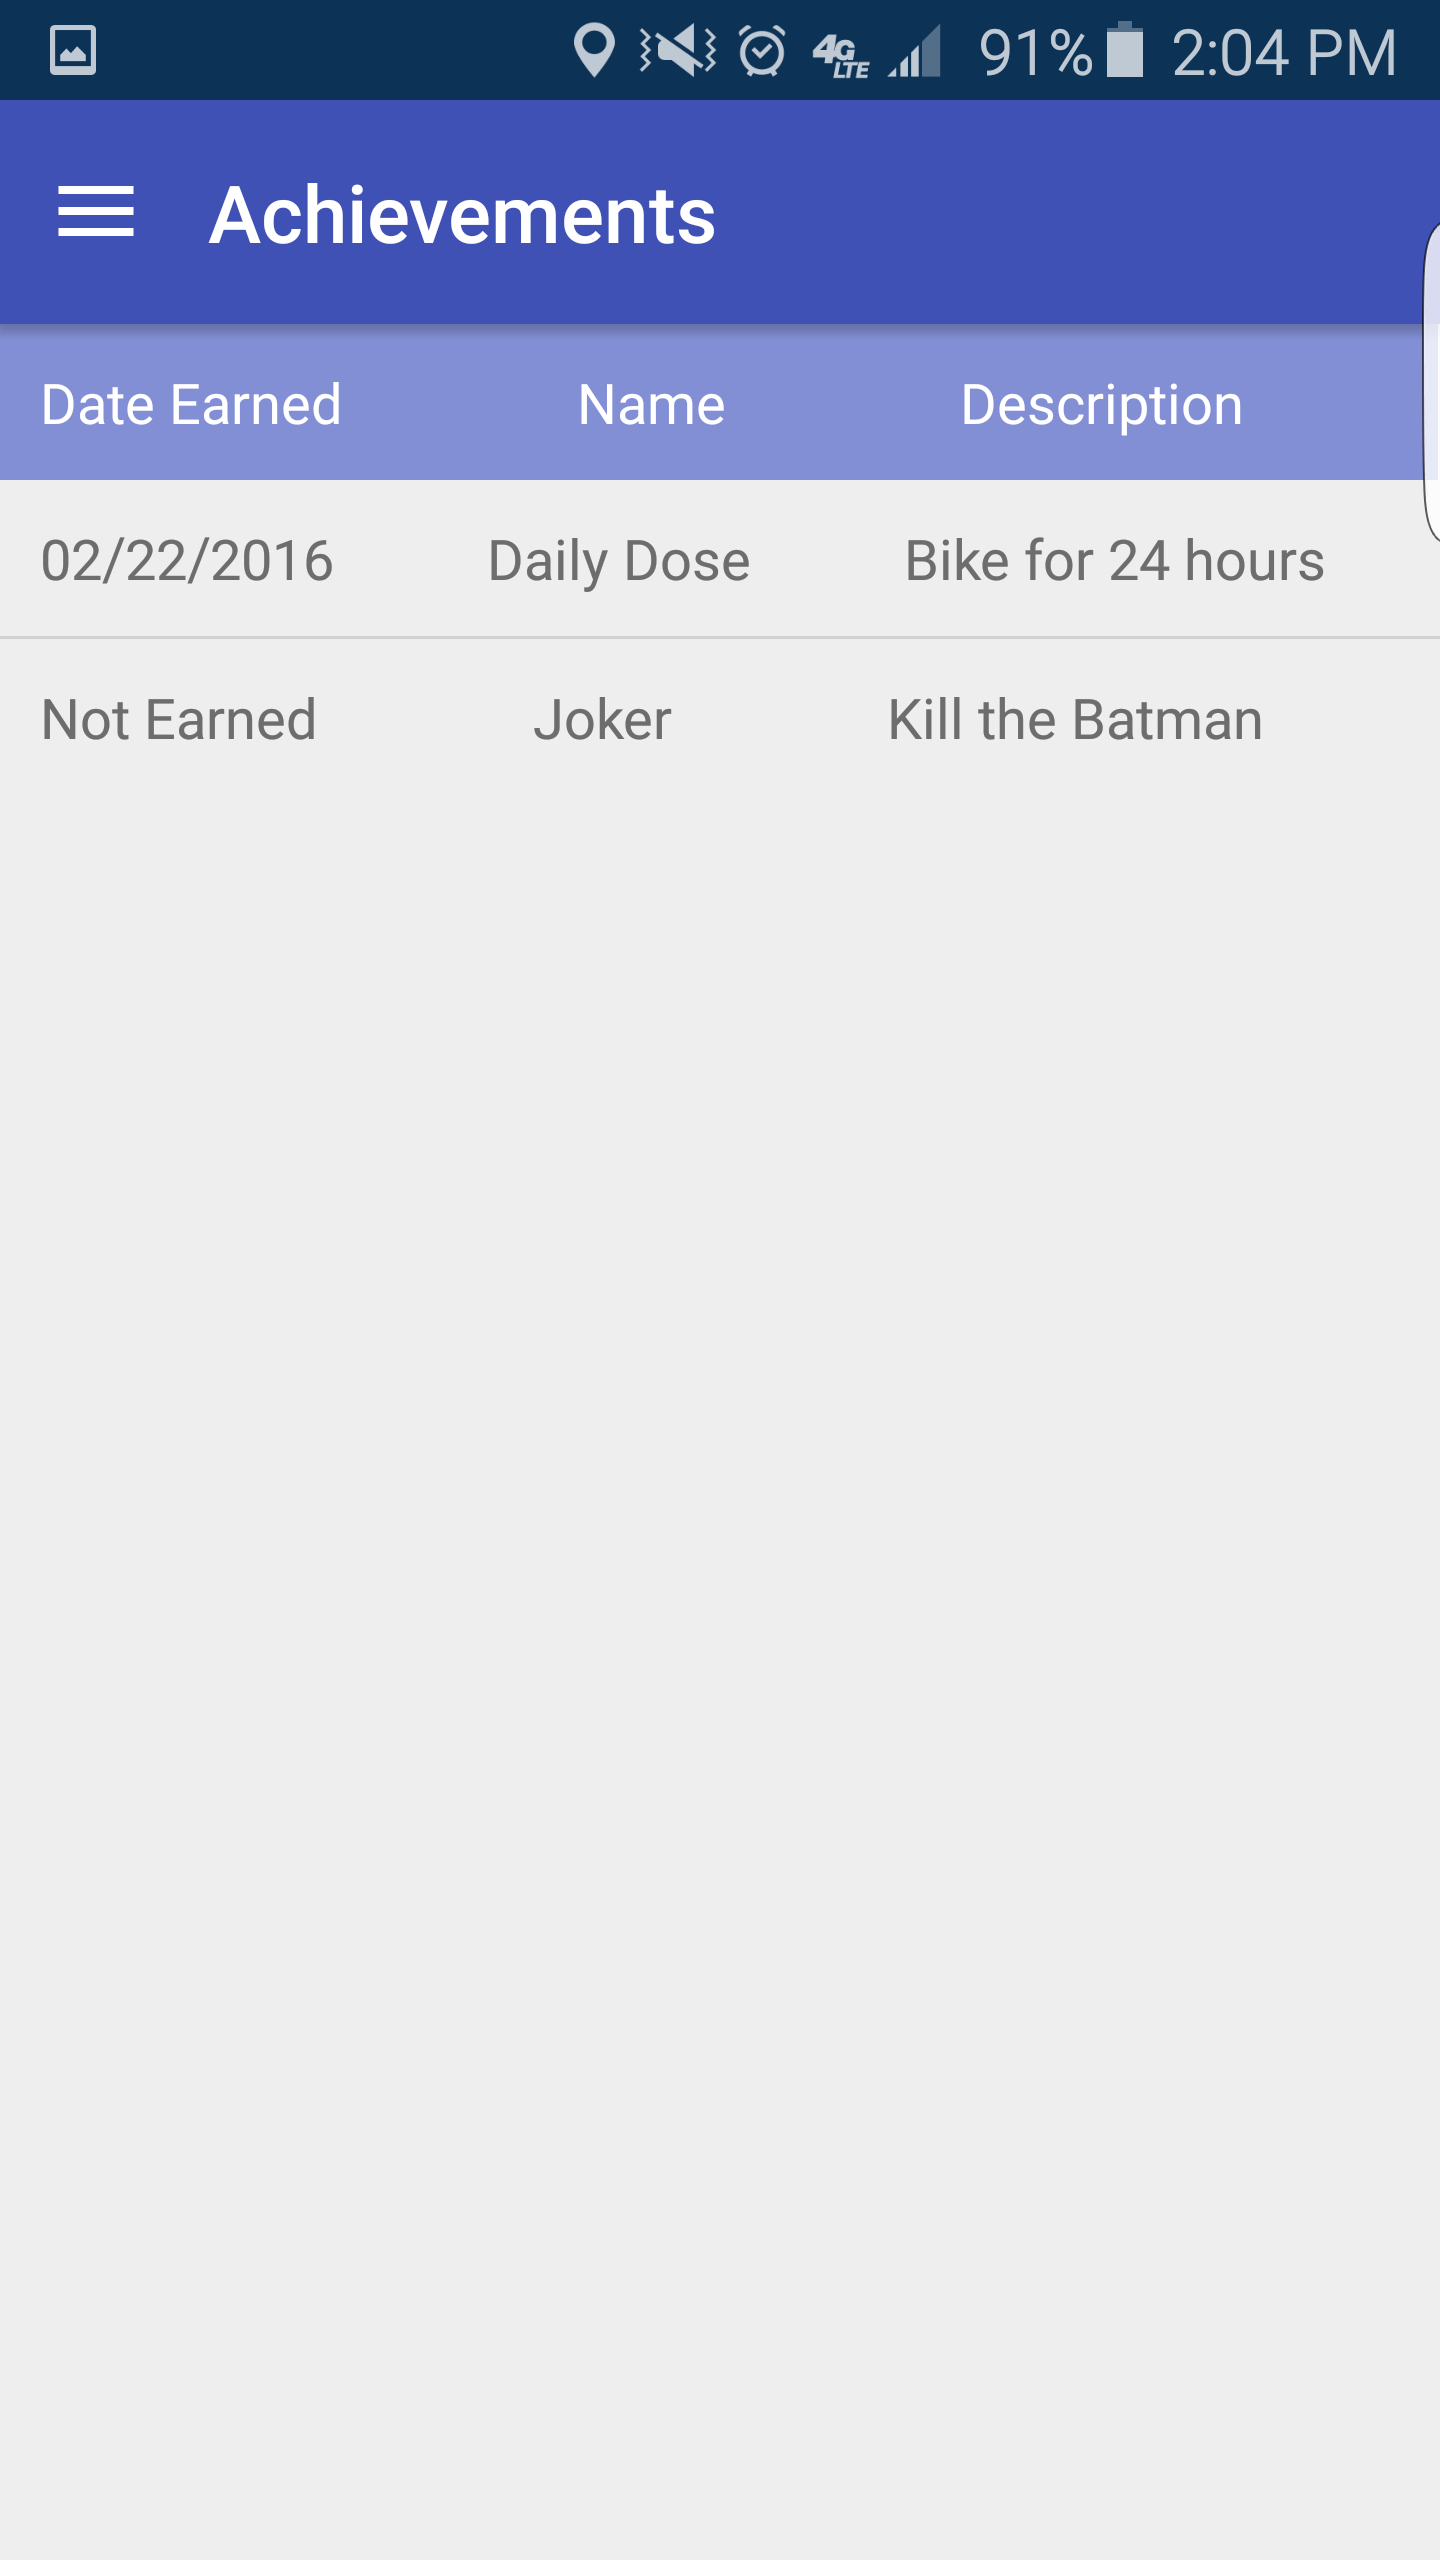 4G LTE 91% 2:04 PM
Achievements
Date Earned Name Description
02/22/2016 Daily Dose Bike for 24 hours
Not Earned Joker Kill the Batman